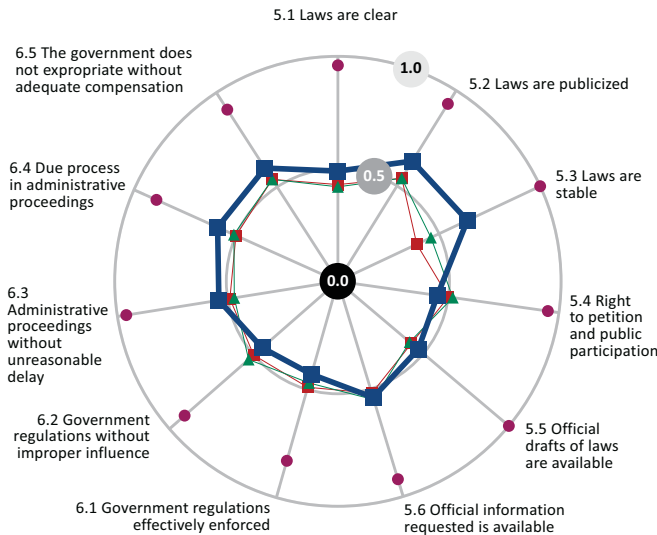 5.1 Laws are clear
1.0
5.2 Laws are publicized
5.3 Laws are
stable
5.4 Right
to petition
and public
participation
5.5 Official
drafts of laws
are available
5.6 Official information
requested is available
6.1 Government regulations
effectively enforced
6.2 Government
regulations without
improper influence
6.3
Administrative
proceedings
without
unreasonable
delay
6.4 Due process
in administrative
proceedings
6.5 The government does
not expropriate without
adequate compensation
0.5
0.0